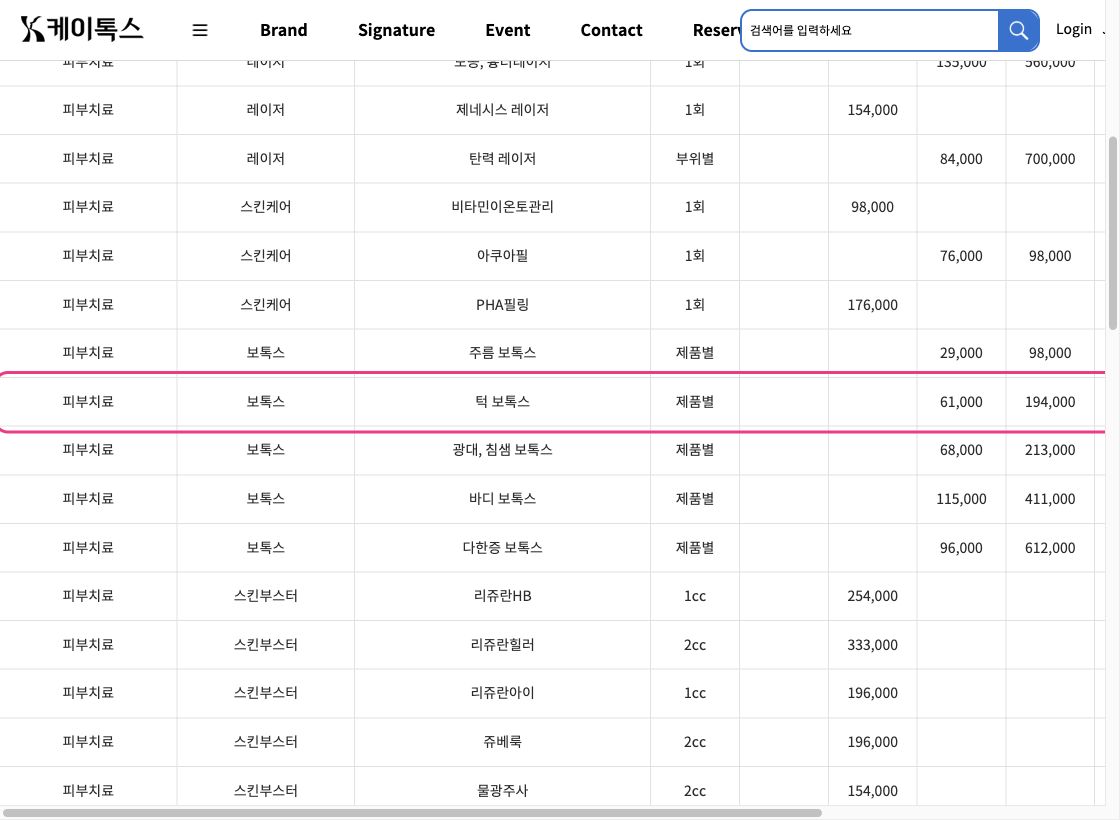 케이톡스 ☰ Brand Signature Event Contact 검색어를 입력하세요 Login
피부치료 레이저 1회 135,000 560,000
피부치료 레이저 제네시스 레이저 1회 154,000
피부치료 레이저 탄력 레이저 부위별 84,000 700,000
피부치료 스킨케어 비타민이온토관리 1회 98,000
피부치료 스킨케어 아쿠아필 1회 76,000 98,000
피부치료 스킨케어 PHA필링 1회 176,000
피부치료 보톡스 주름 보톡스 제품별 29,000 98,000
피부치료 보톡스 턱 보톡스 제품별 61,000 194,000
피부치료 보톡스 광대, 침샘 보톡스 제품별 68,000 213,000
피부치료 보톡스 바디 보톡스 제품별 115,000 411,000
피부치료 보톡스 다한증 보톡스 제품별 96,000 612,000
피부치료 스킨부스터 리쥬란HB 1cc 254,000
피부치료 스킨부스터 리쥬란힐러 2cc 333,000
피부치료 스킨부스터 리쥬란아이 1cc 196,000
피부치료 스킨부스터 쥬베룩 2cc 196,000
피부치료 스킨부스터 물광주사 2cc 154,000